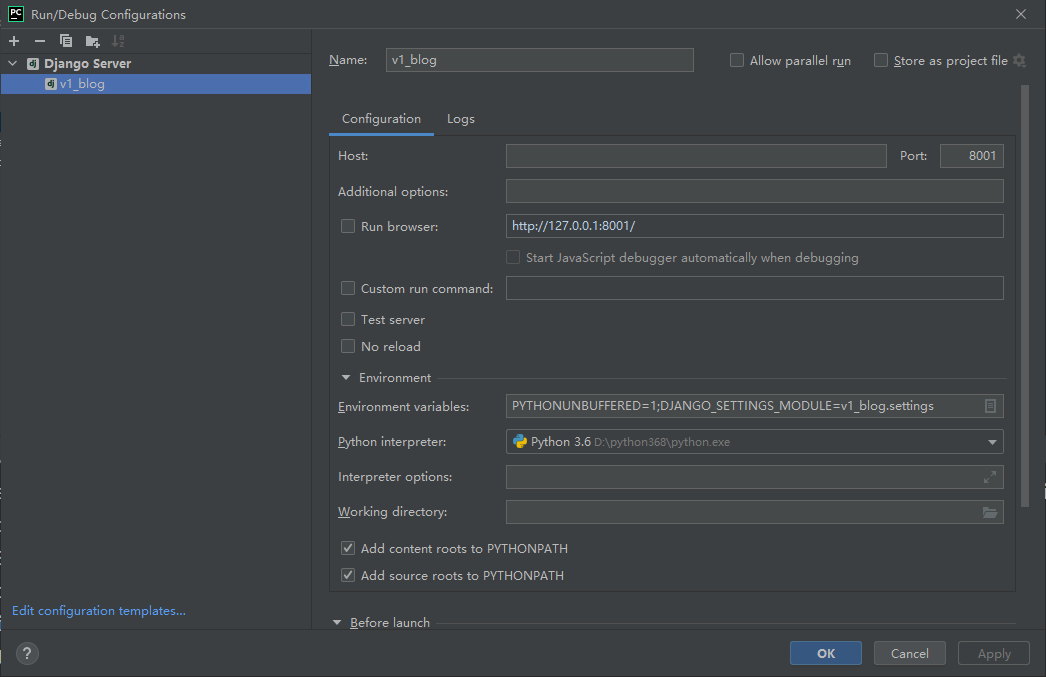 PC Run/Debug Configurations
Django Server
dj v1_blog
Name: v1_blog
Allow parallel run
Store as project file
Configuration
Logs
Host:
Port: 8001
Additional options:
Run browser: http://127.0.0.1:8001/
Start JavaScript debugger automatically when debugging
Custom run command:
Test server
No reload
Environment
Environment variables: PYTHONUNBUFFERED=1;DJANGO_SETTINGS_MODULE=v1_blog.settings
Python interpreter: Python 3.6 D:\python368\python.exe
Interpreter options:
Working directory:
Add content roots to PYTHONPATH
Add source roots to PYTHONPATH
Edit configuration templates...
Before launch
?
OK
Cancel
Apply